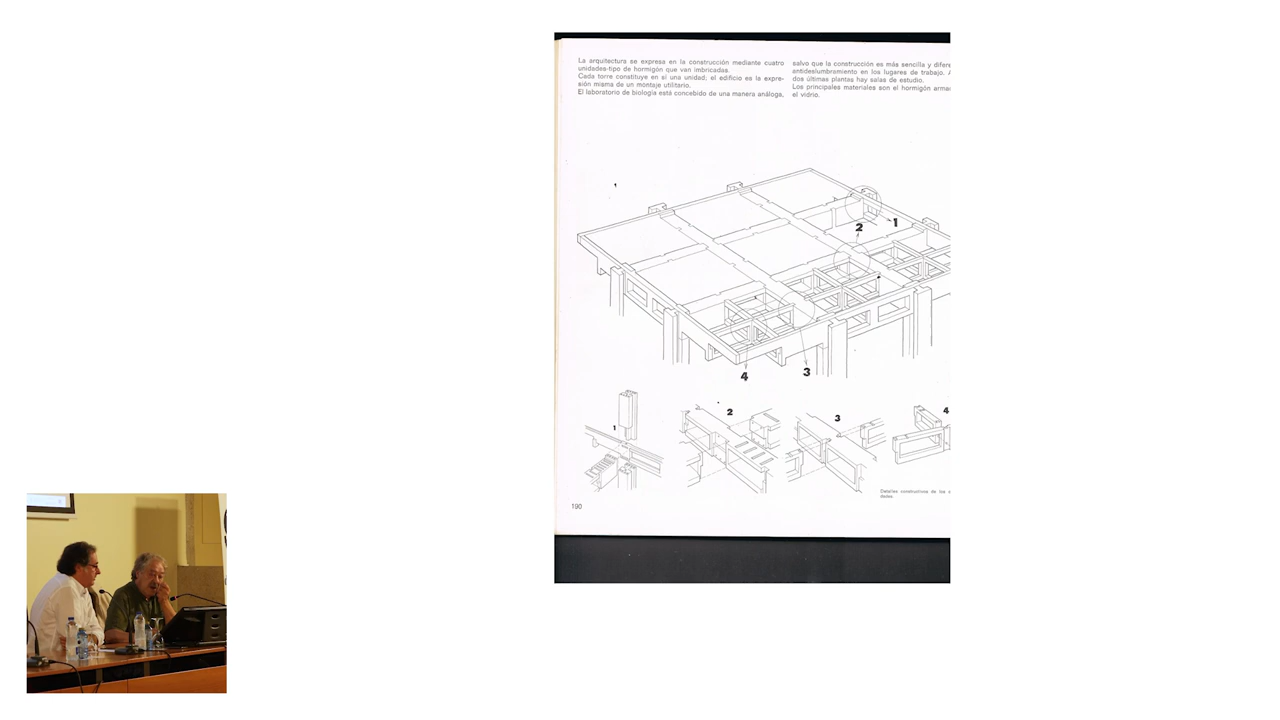 La arquitectura se expresa en la construcción mediante cuatro
unidades-tipo de hormigón que van imbricadas.
Cada torre constituye en sí una unidad; el edificio es la expre-
sión misma de un montaje utilitario.
El laboratorio de biología está concebido de una manera análoga,
salvo que la construcción es más sencilla y difere
antideslumbramiento en los lugares de trabajo. A
dos últimas plantas hay salas de estudio.
Los principales materiales son el hormigón arma
el vidrio.
1
2
4
3
1
2
3
4
Detalles constructivos de los
dades.
190